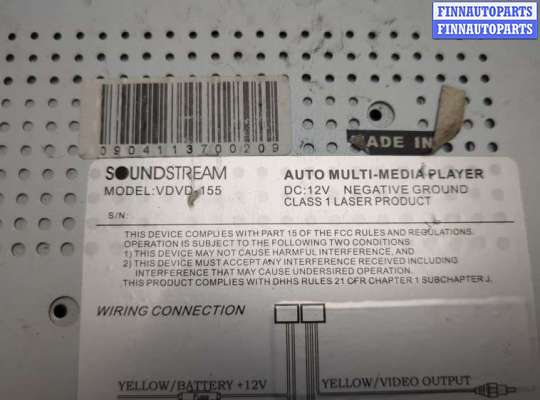 FINNAUTOPARTS
FINNAUTOPARTS
0904113700209
MADE IN
SOUNDSTREAM
MODEL:VDVD-155
AUTO MULTI-MEDIA PLAYER
DC:12V NEGATIVE GROUND
CLASS 1 LASER PRODUCT
S/N:
THIS DEVICE COMPLIES WITH PART 15 OF THE FCC RULES AND REGULATIONS.
OPERATION IS SUBJECT TO THE FOLLOWING TWO CONDITIONS:
1) THIS DEVICE MAY NOT CAUSE HARMFUL INTERFERENCE, AND
2) THIS DEVICE MUST ACCEPT ANY INTERFERENCE RECEIVED INCLUDING
INTERFERENCE THAT MAY CAUSE UNDERSIRED OPERATION.
THIS PRODUCT COMPLIES WITH DHHS RULES 21 CFR CHAPTER 1 SUBCHAPTER J.
WIRING CONNECTION
YELLOW/BATTERY +12V
YELLOW/VIDEO OUTPUT